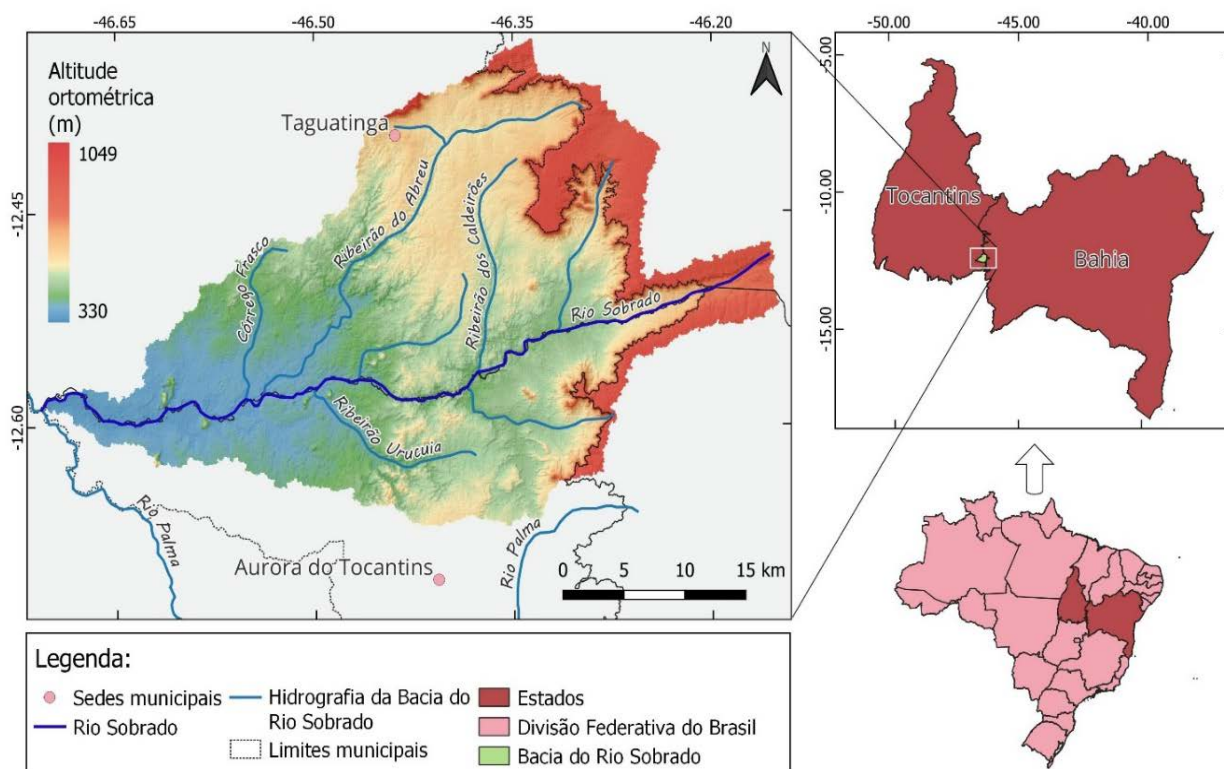 -46.65
-46.50
-46.35
-46.20
-12.45
-12.60
Altitude
ortométrica
(m)
1049
330
N
Taguatinga
Córrego Frasco
Ribeirão do Abreu
Ribeirão dos Caldeirões
Rio Sobrado
Ribeirão Urucuia
Rio Palma
Rio Palma
Aurora do Tocantins
0 5 10 15 km
-50.00
-45.00
-40.00
-5.00
-10.00
-15.00
Tocantins
Bahia
Legenda:
Sedes municipais
Rio Sobrado
Hidrografia da Bacia do
Rio Sobrado
Limites municipais
Estados
Divisão Federativa do Brasil
Bacia do Rio Sobrado